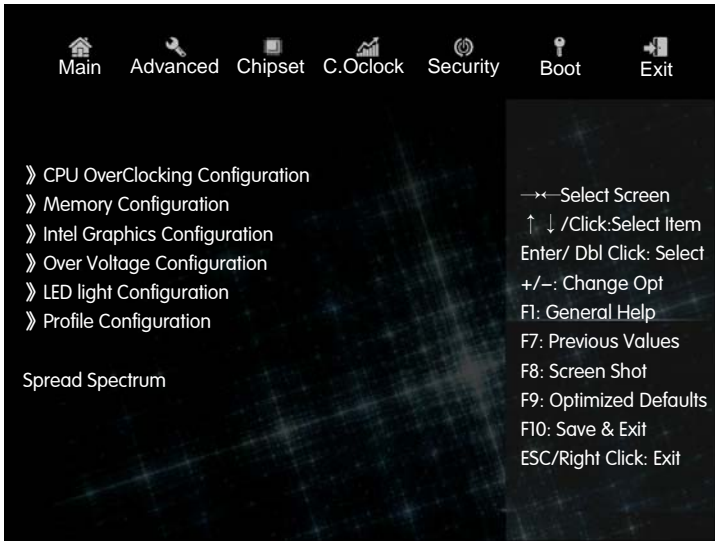 Main Advanced Chipset C.Oclock Security Boot Exit
》CPU OverClocking Configuration
》Memory Configuration
》Intel Graphics Configuration
》Over Voltage Configuration
》LED light Configuration
》Profile Configuration
Spread Spectrum
→←Select Screen
↑ ↓/Click:Select Item
Enter/ Dbl Click: Select
+/–: Change Opt
F1: General Help
F7: Previous Values
F8: Screen Shot
F9: Optimized Defaults
F10: Save & Exit
ESC/Right Click: Exit